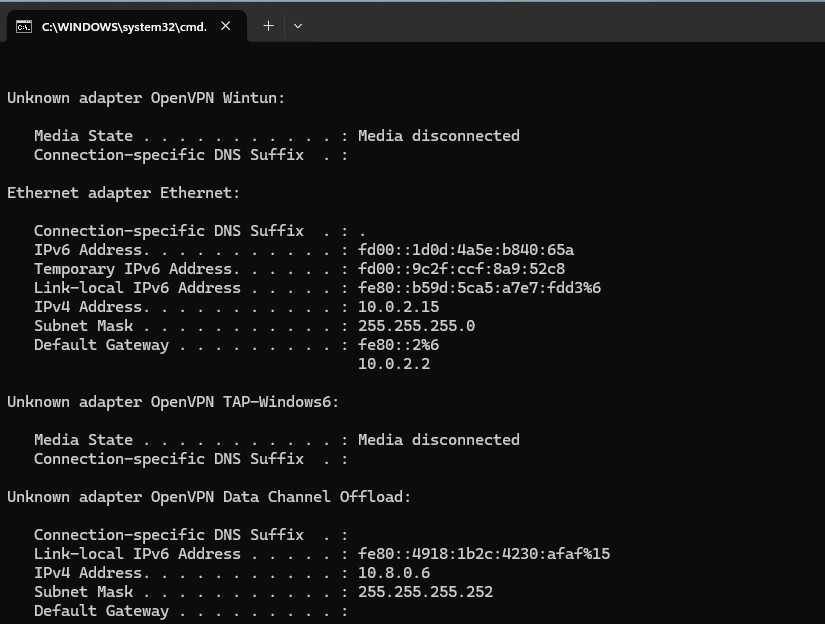 C:\WINDOWS\system32\cmd.
Unknown adapter OpenVPN Wintun:
Media State . . . . . . . . . . . : Media disconnected
Connection-specific DNS Suffix  . :
Ethernet adapter Ethernet:
Connection-specific DNS Suffix  . : .
IPv6 Address. . . . . . . . . . . : fd00::1d0d:4a5e:b840:65a
Temporary IPv6 Address. . . . . . : fd00::9c2f:ccf:8a9:52c8
Link-local IPv6 Address . . . . . : fe80::b59d:5ca5:a7e7:fdd3%6
IPv4 Address. . . . . . . . . . . : 10.0.2.15
Subnet Mask . . . . . . . . . . . : 255.255.255.0
Default Gateway . . . . . . . . . : fe80::2%6
10.0.2.2
Unknown adapter OpenVPN TAP-Windows6:
Media State . . . . . . . . . . . : Media disconnected
Connection-specific DNS Suffix  . :
Unknown adapter OpenVPN Data Channel Offload:
Connection-specific DNS Suffix  . :
Link-local IPv6 Address . . . . . : fe80::4918:1b2c:4230:afaf%15
IPv4 Address. . . . . . . . . . . : 10.8.0.6
Subnet Mask . . . . . . . . . . . : 255.255.255.252
Default Gateway . . . . . . . . . :